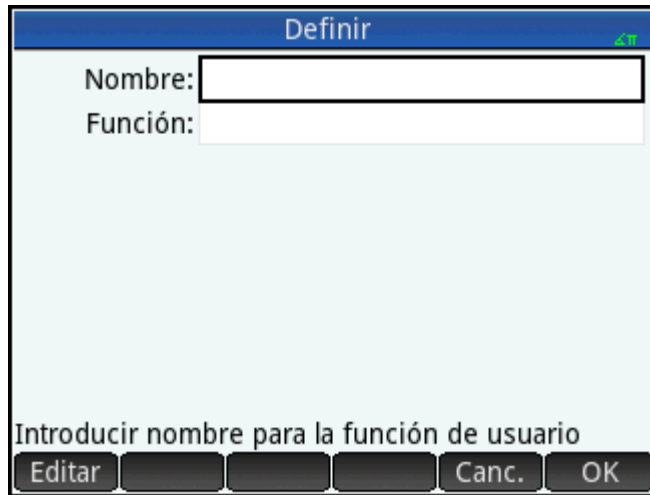 Definir
∡π
Nombre:
Función:
Introducir nombre para la función de usuario
Editar Canc. OK